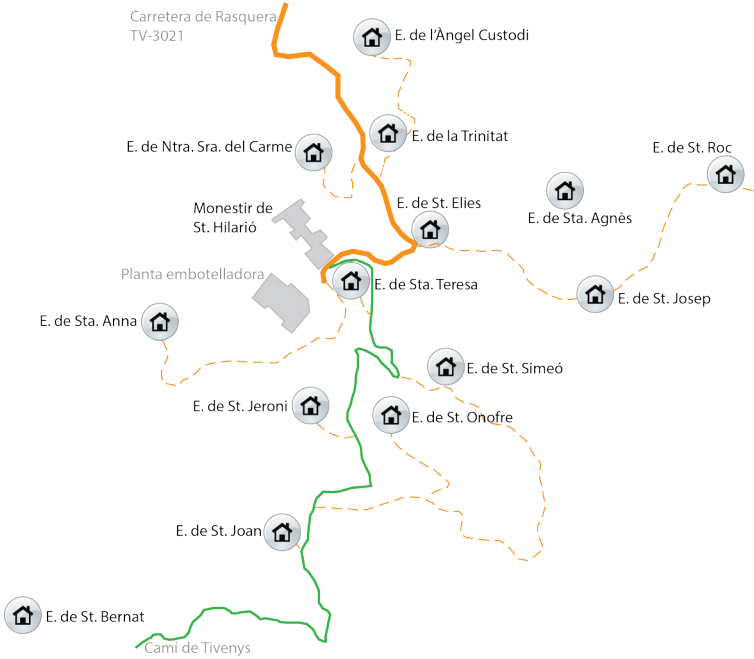 Carretera de Rasquera
TV-3021
E. de l'Àngel Custodi
E. de la Trinitat
E. de Ntra. Sra. del Carme
E. de St. Roc
Monestir de
St. Hilarió
E. de St. Elies
E. de Sta. Agnès
Planta embotelladora
E. de Sta. Teresa
E. de St. Josep
E. de Sta. Anna
E. de St. Simeó
E. de St. Jeroni
E. de St. Onofre
E. de St. Joan
E. de St. Bernat
Camí de Tivenys